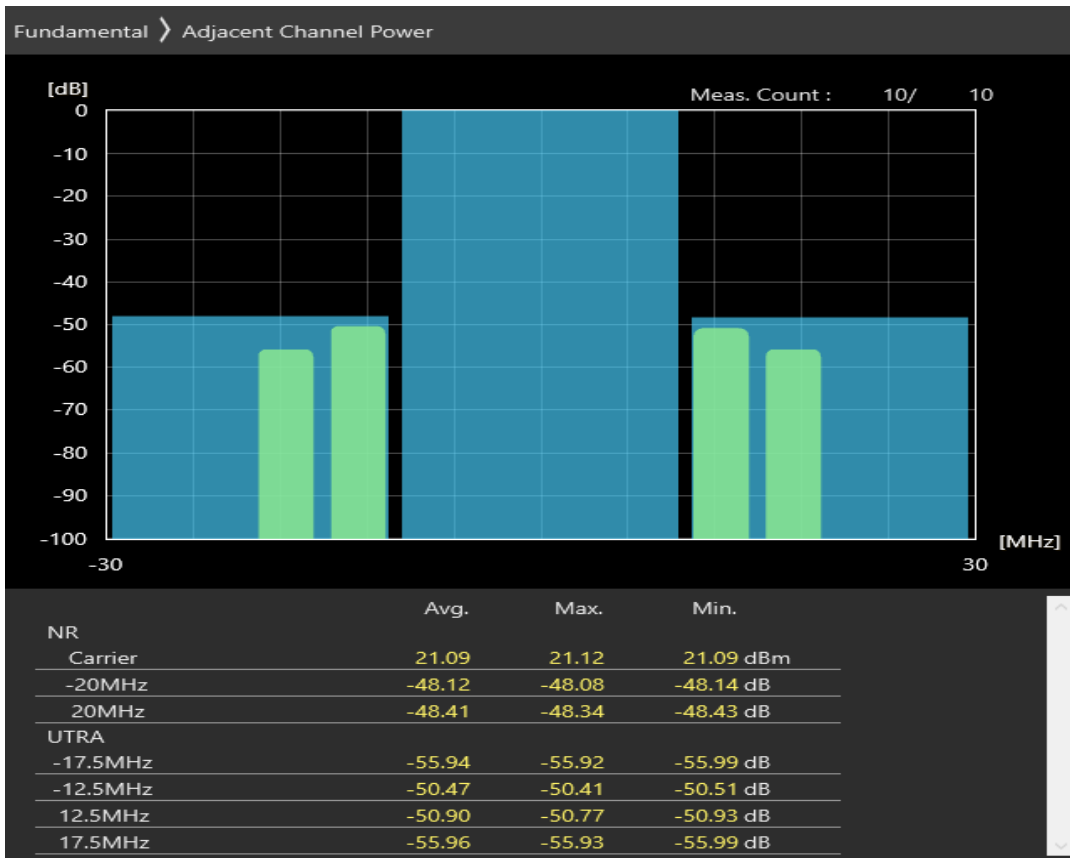 Fundamental 〉 Adjacent Channel Power
[dB]
Meas. Count : 10/ 10
0
-10
-20
-30
-40
-50
-60
-70
-80
-90
-100
[MHz]
-30 30
Avg. Max. Min.
NR
Carrier 21.09 21.12 21.09 dBm
-20MHz -48.12 -48.08 -48.14 dB
20MHz -48.41 -48.34 -48.43 dB
UTRA
-17.5MHz -55.94 -55.92 -55.99 dB
-12.5MHz -50.47 -50.41 -50.51 dB
12.5MHz -50.90 -50.77 -50.93 dB
17.5MHz -55.96 -55.93 -55.99 dB